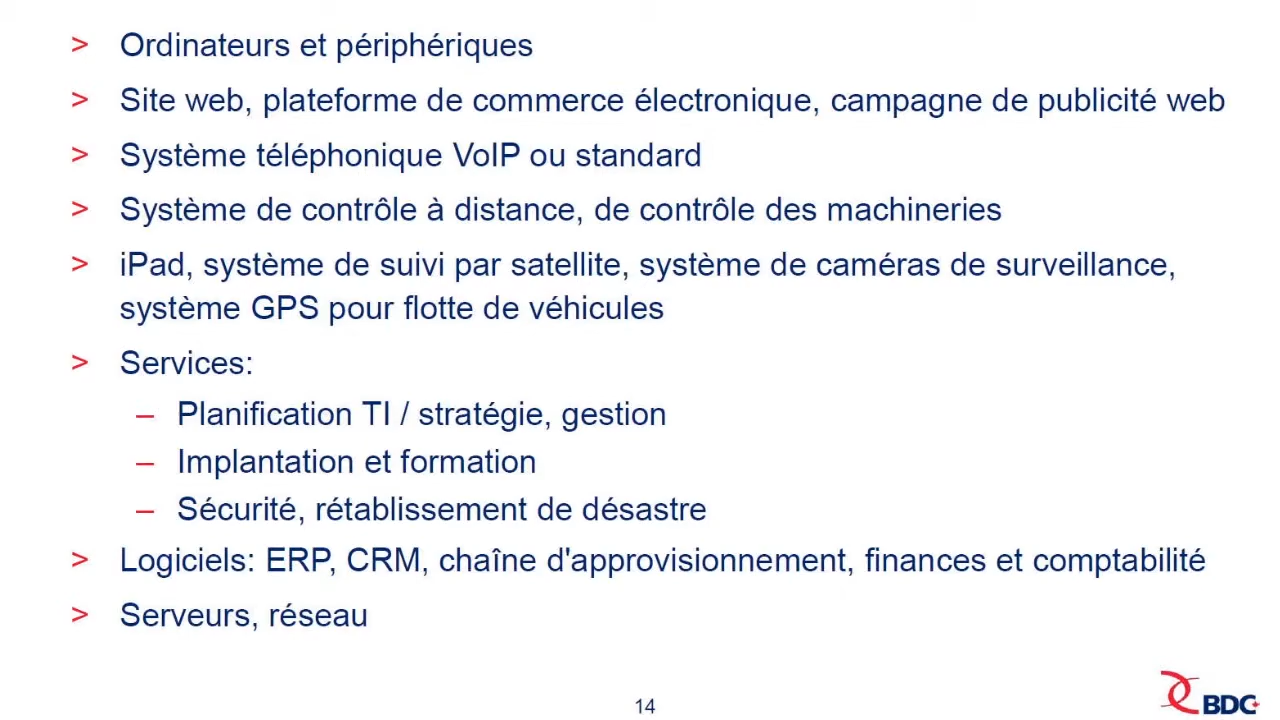 > Ordinateurs et périphériques
> Site web, plateforme de commerce électronique, campagne de publicité web
> Système téléphonique VoIP ou standard
> Système de contrôle à distance, de contrôle des machineries
> iPad, système de suivi par satellite, système de caméras de surveillance,
système GPS pour flotte de véhicules
> Services:
– Planification TI / stratégie, gestion
– Implantation et formation
– Sécurité, rétablissement de désastre
> Logiciels: ERP, CRM, chaîne d'approvisionnement, finances et comptabilité
> Serveurs, réseau
14
BDC